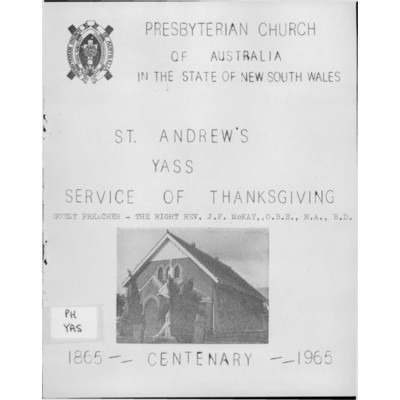 PRESBYTERIAN CHURCH
OF AUSTRALIA
IN THE STATE OF NEW SOUTH WALES
ST. ANDREW'S
YASS
SERVICE OF THANKSGIVING
GUEST PREACHER - THE RIGHT REV. J.F. McKAY,.O.B.E., M.A., B.D.
PH
YAS
1865 -- CENTENARY -- 1965